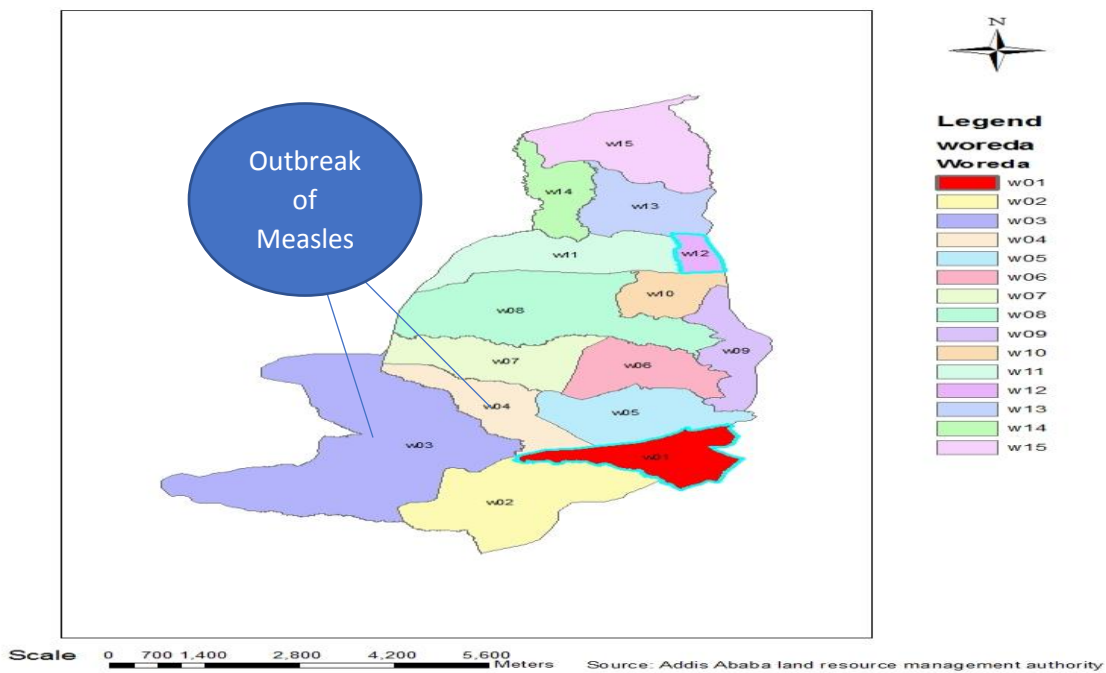 N
Outbreak
of
Measles
w15
w14
w13
w11
w12
w10
w08
w09
w07
w06
w04
w05
w03
w01
w02
Legend
woreda
Woreda
w01
w02
w03
w04
w05
w06
w07
w08
w09
w10
w11
w12
w13
w14
w15
Scale 0 700 1,400 2,800 4,200 5,600 Meters
Source: Addis Ababa land resource management authority